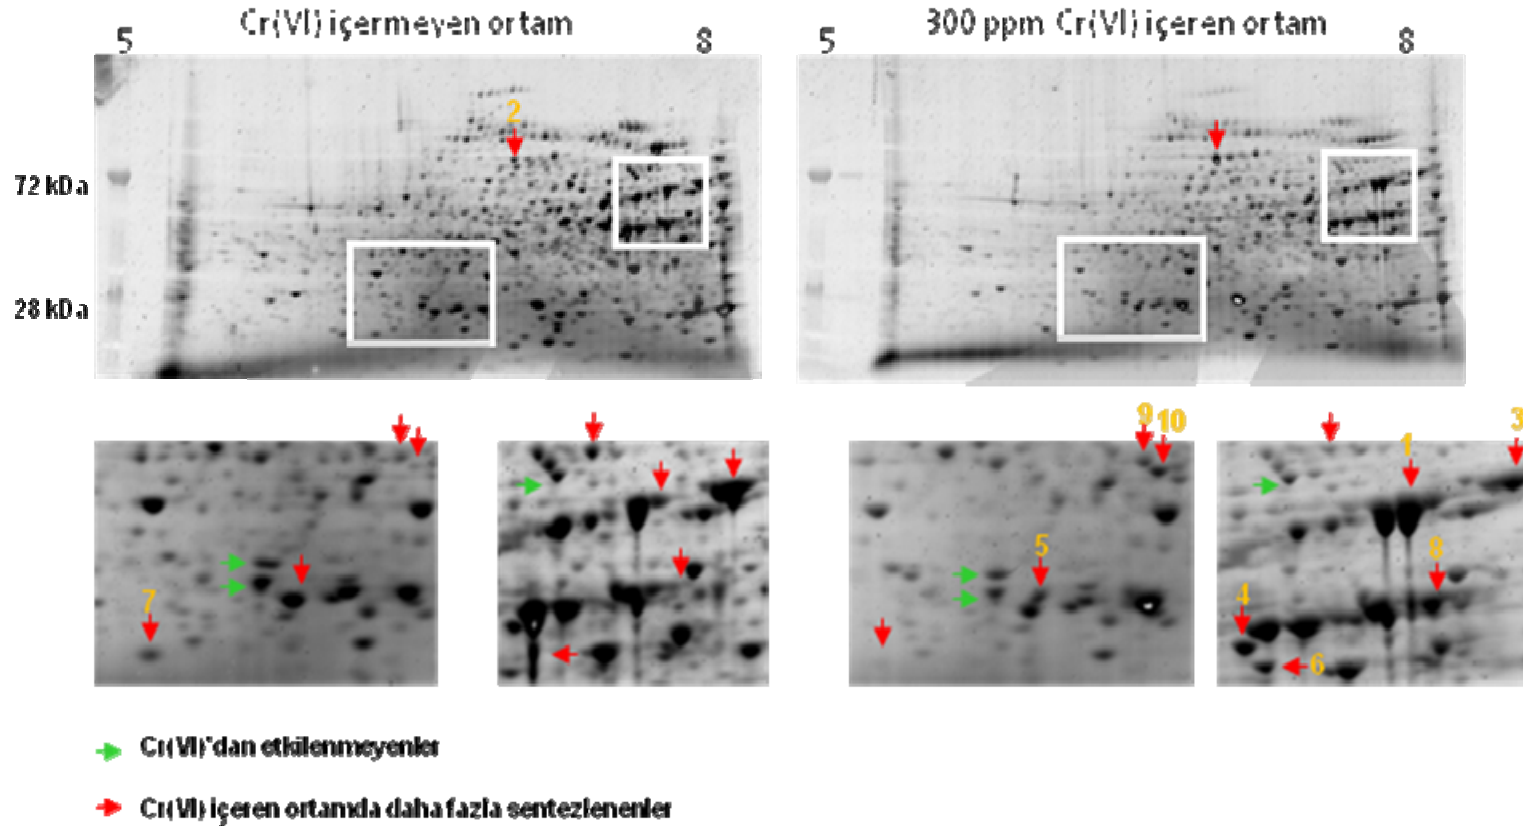 Cr(VI) içermeyen ortam
300 ppm Cr(VI) içeren ortam
5
8
5
8
2
72 kDa
28 kDa
9
10
3
1
5
8
7
4
6
Cr(VI)'dan etkilenmeyenler
Cr(VI) içeren ortamda daha fazla sentezlenenler